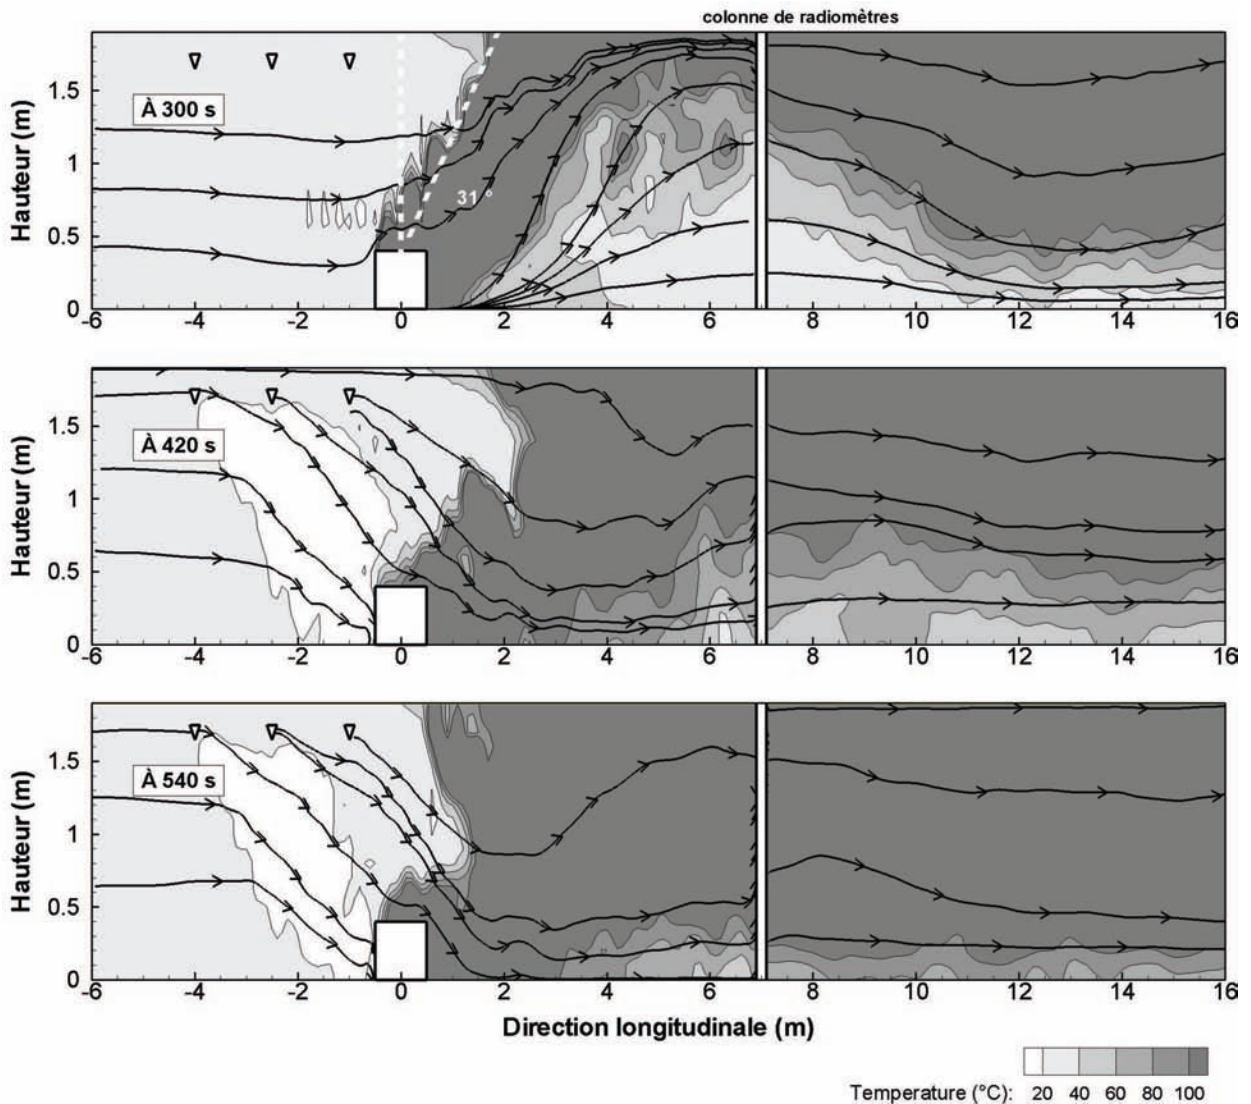 colonne de radiomètres
Hauteur (m)
1.5
1
0.5
0
À 300 s
31 °
-6 -4 -2 0 2 4 6 8 10 12 14 16
Hauteur (m)
1.5
1
0.5
0
À 420 s
-6 -4 -2 0 2 4 6 8 10 12 14 16
Hauteur (m)
1.5
1
0.5
0
À 540 s
-6 -4 -2 0 2 4 6 8 10 12 14 16
Direction longitudinale (m)
Temperature (°C): 20 40 60 80 100